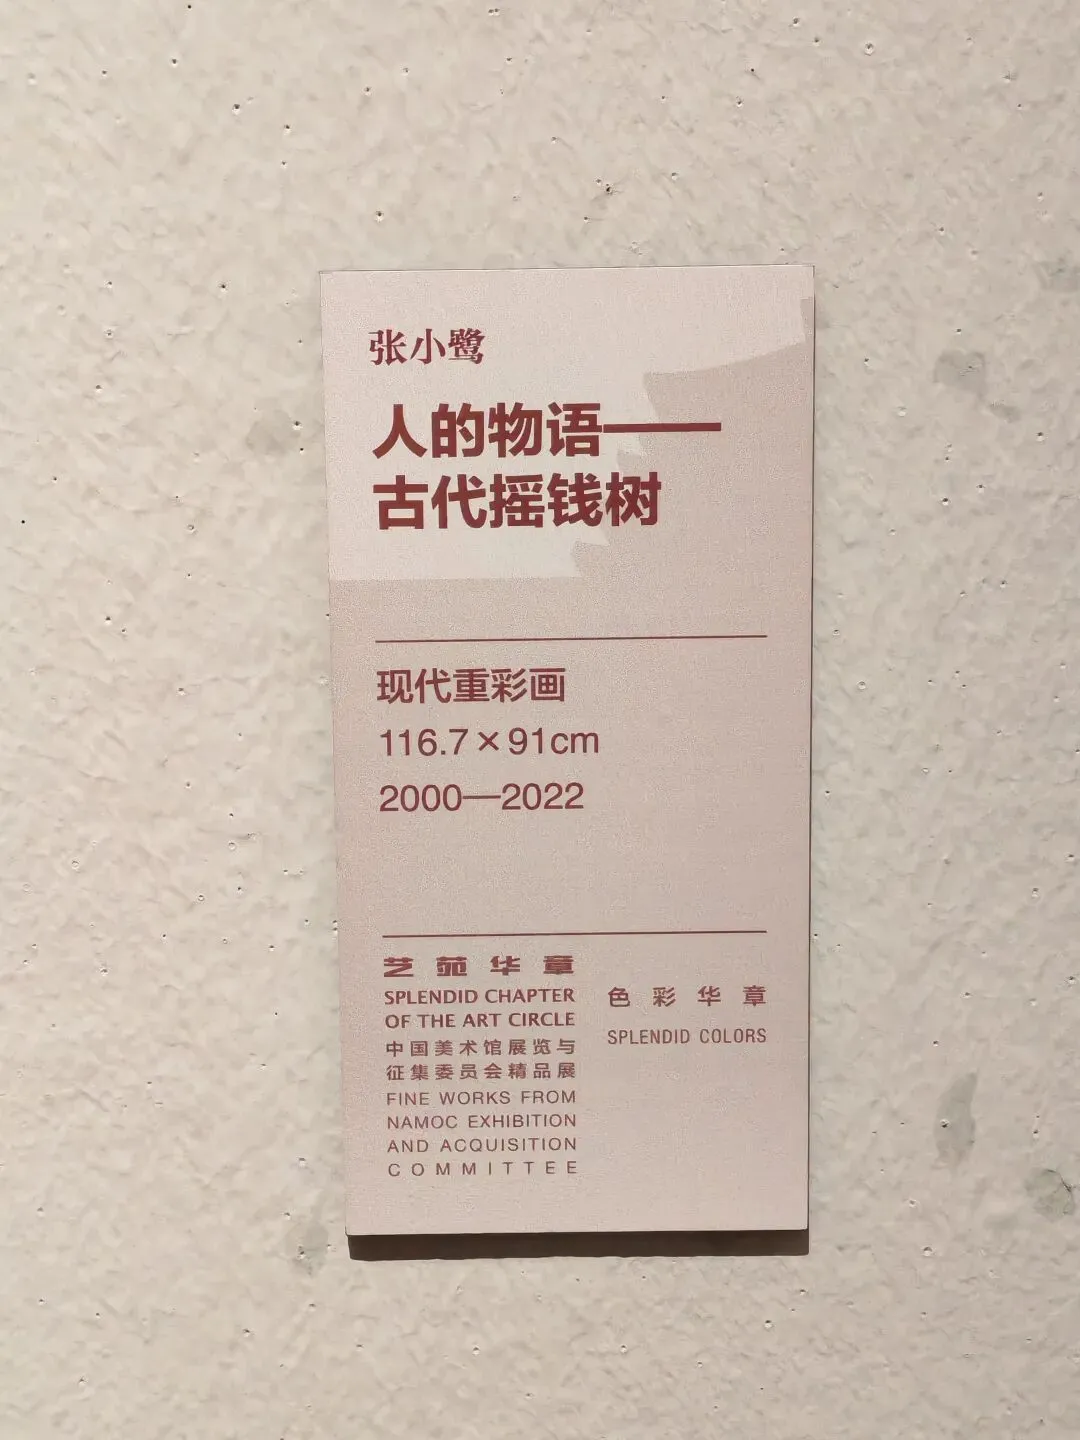 张小鹭
人的物语——
古代摇钱树
现代重彩画
116.7×91cm
2000—2022
艺苑华章
SPLENDID CHAPTER
OF THE ART CIRCLE
中国美术馆展览与
征集委员会精品展
FINE WORKS FROM
NAMOC EXHIBITION
AND ACQUISITION
COMMITTEE
色彩华章
SPLENDID COLORS